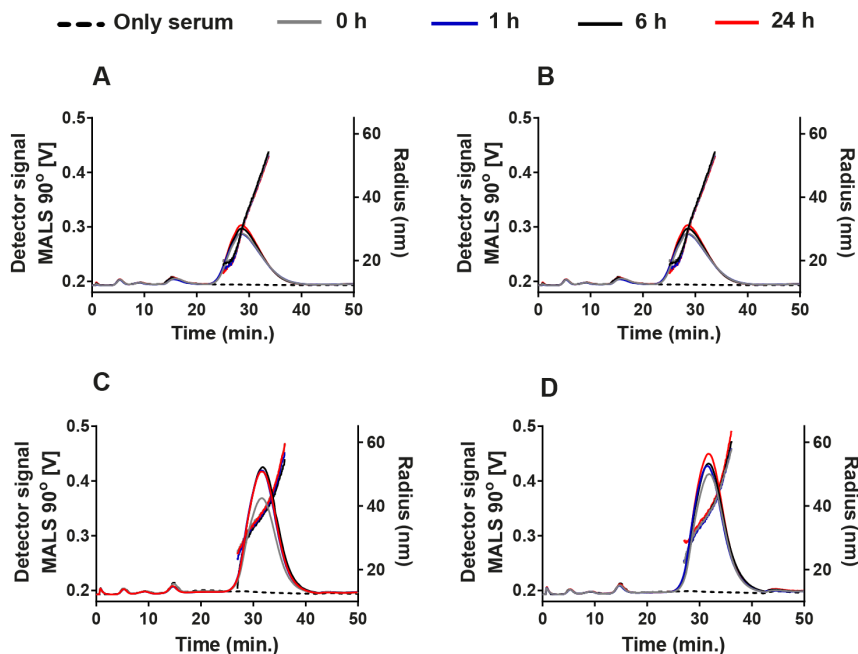 Only serum 0 h 1 h 6 h 24 h
A
B
Detector signal
MALS 90° [V]
0.5
0.4
0.3
0.2
60
40
20
Radius (nm)
0 10 20 30 40 50
Time (min.)
Detector signal
MALS 90° [V]
0.5
0.4
0.3
0.2
60
40
20
Radius (nm)
0 10 20 30 40 50
Time (min.)
C
D
Detector signal
MALS 90° [V]
0.5
0.4
0.3
0.2
60
40
20
Radius (nm)
0 10 20 30 40 50
Time (min.)
Detector signal
MALS 90° [V]
0.5
0.4
0.3
0.2
60
40
20
Radius (nm)
0 10 20 30 40 50
Time (min.)